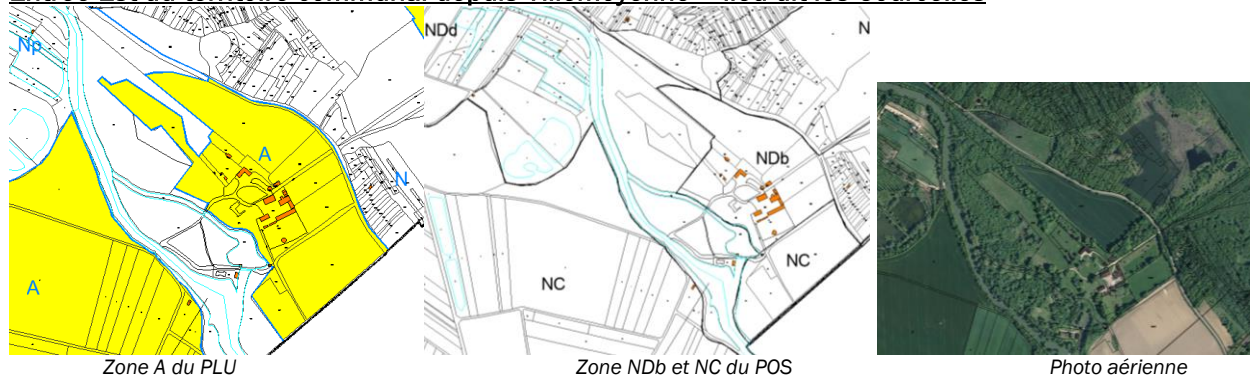 Np
A
N
A
NDd
N
NDb
NC
NC
Zone A du PLU
Zone NDb et NC du POS
Photo aérienne